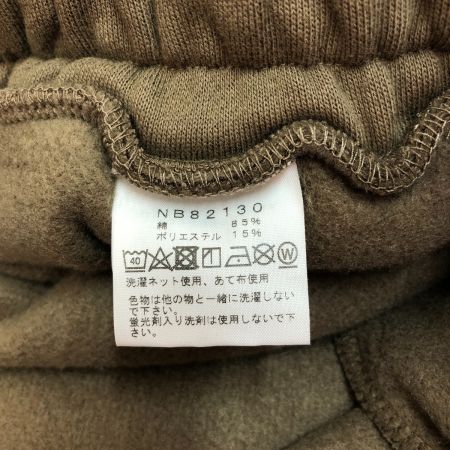 NB82130
綿 85%
ポリエステル 15%
40 W
洗濯ネット使用、あて布使用
色物は他の物と一緒に洗濯しない
で下さい。
蛍光剤入り洗剤は使用しないで下
さい。